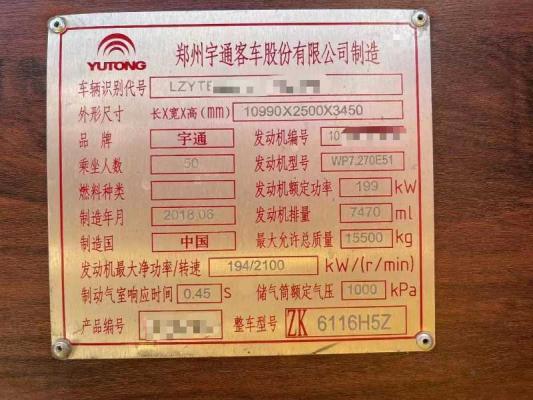 YUTONG
郑州宇通客车股份有限公司制造
车辆识别代号 LZYTE
外形尺寸 长X宽X高(mm) 10990X2500X3450
品牌 宇通 发动机编号 10
乘坐人数 50 发动机型号 WP7.270E51
燃料种类 发动机额定功率 199 kW
制造年月 2018.06 发动机排量 7470 ml
制造国 中国 最大允许总质量 15500 kg
发动机最大净功率/转速 194/2100 kW/(r/min)
制动气室响应时间 0.45 S 储气筒额定气压 1000 kPa
产品编号 整车型号 ZK 6116H5Z